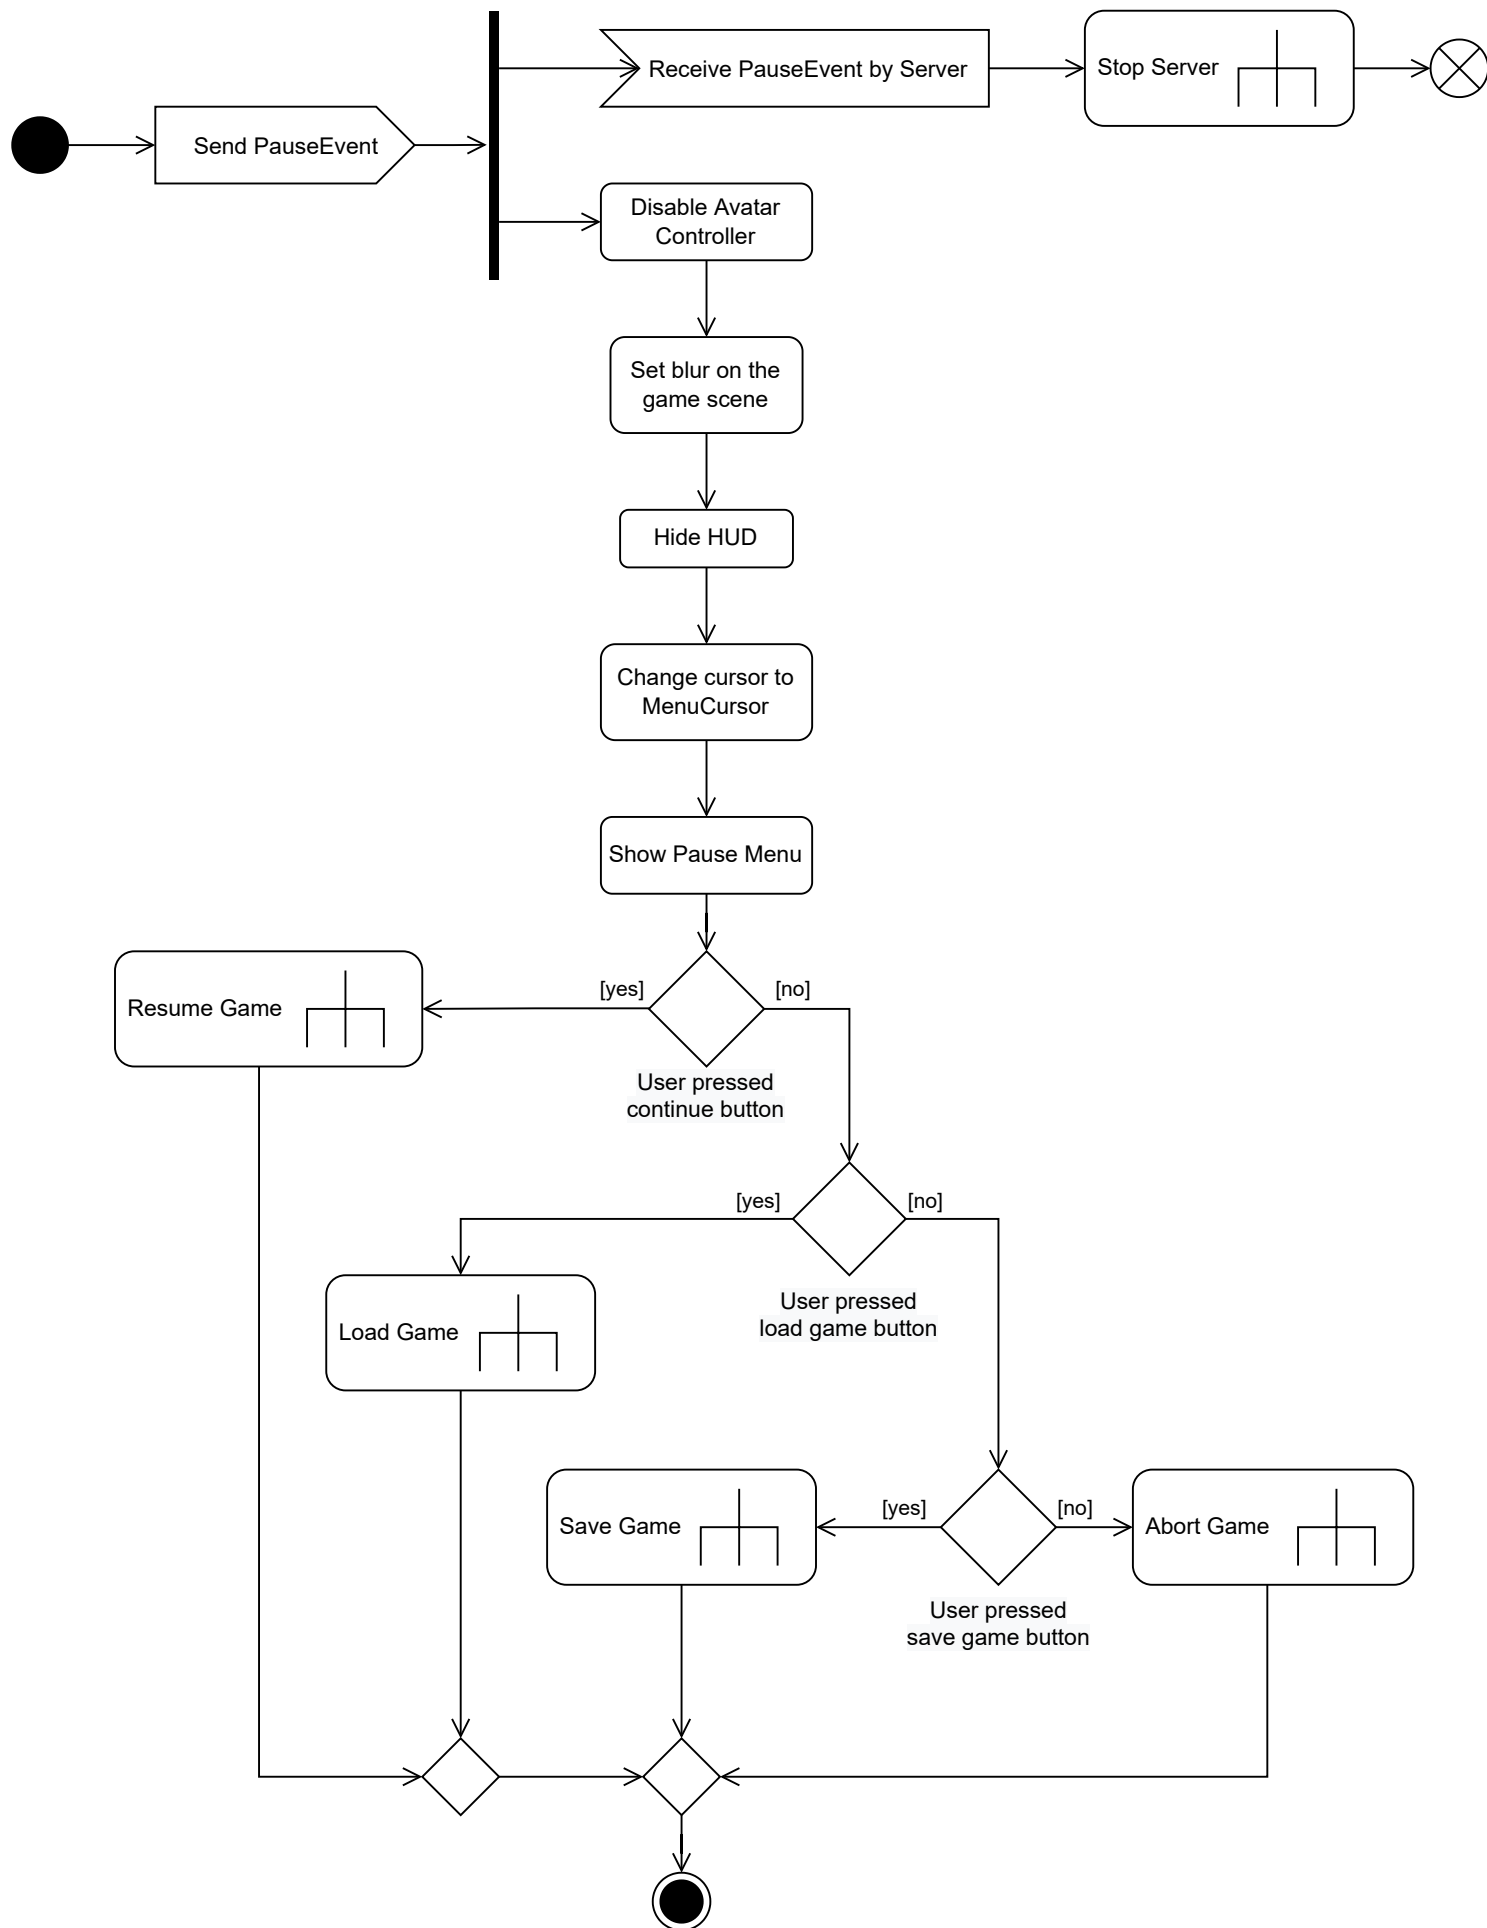 Receive PauseEvent by Server
Stop Server
Send PauseEvent
Disable Avatar
Controller
Set blur on the
game scene
Hide HUD
Change cursor to
MenuCursor
Show Pause Menu
[yes]
[no]
Resume Game
User pressed
continue button
[yes]
[no]
User pressed
load game button
Load Game
[yes]
[no]
Save Game
Abort Game
User pressed
save game button